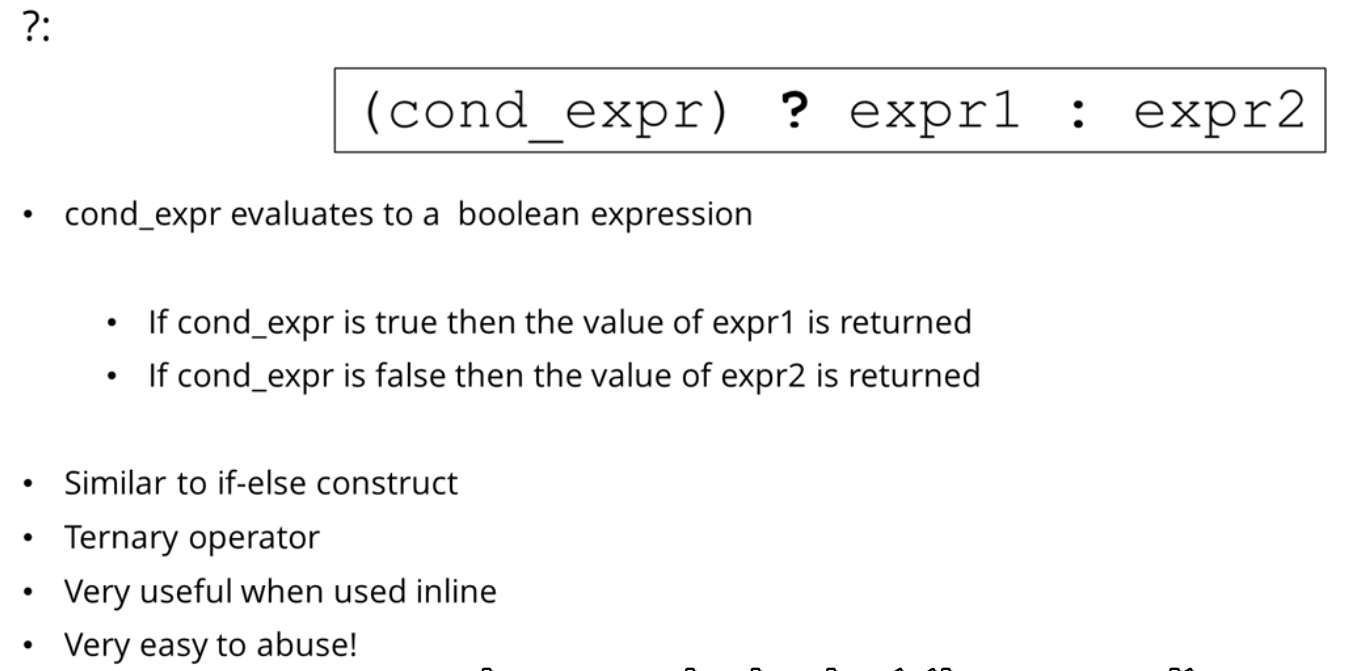 ?:
(cond_expr) ? expr1 : expr2
• cond_expr evaluates to a boolean expression
• If cond_expr is true then the value of expr1 is returned
• If cond_expr is false then the value of expr2 is returned
• Similar to if-else construct
• Ternary operator
• Very useful when used inline
• Very easy to abuse!